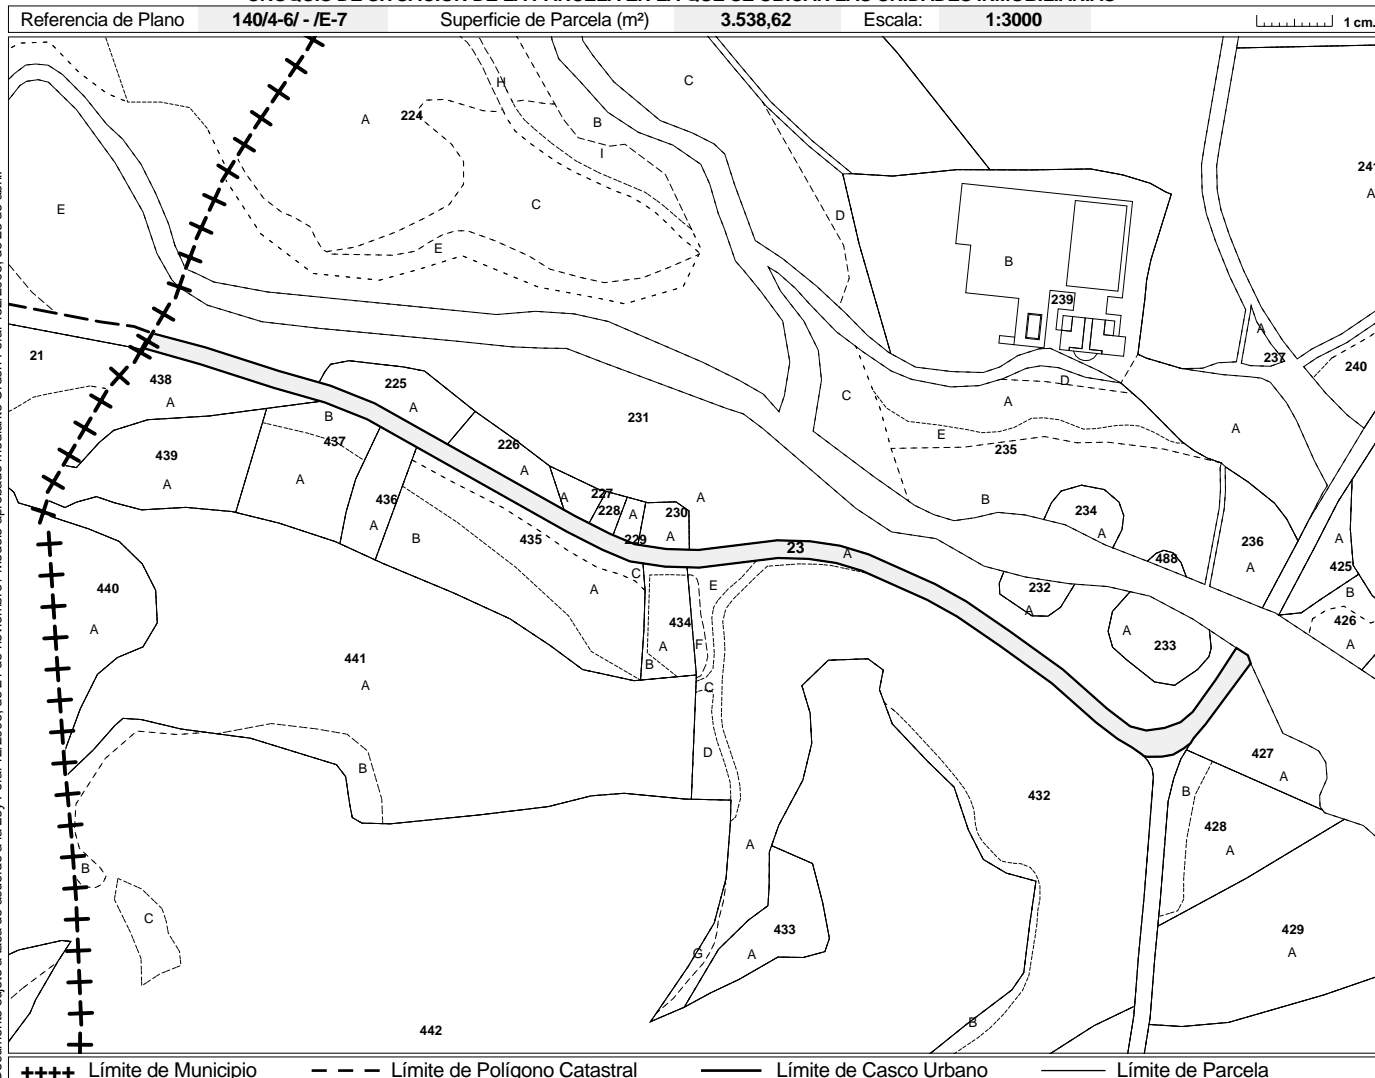 Referencia de Plano 140/4-6/ - /E-7 Superficie de Parcela (m²) 3.538,62 Escala: 1:3000 1 cm.
H
C
A 224
B
I
241
A
E
C
D
E
B
239
A
237
21
438
225
240
A
A
C
D
A
B
231
A
437
226
E
A
235
439
A
A
A
436
A
227
A
B
228
A
230
234
A
B
435
229
A
A
236
A
23
A
488
A
425
C
E
232
A
B
440
A
A
434
426
A
F
A
233
A
441
B
A
C
D
427
B
A
432
B
428
A
A
B
C
433
429
G
A
A
B
442
++++ Límite de Municipio Límite de Polígono Catastral Límite de Casco Urbano Límite de Parcela